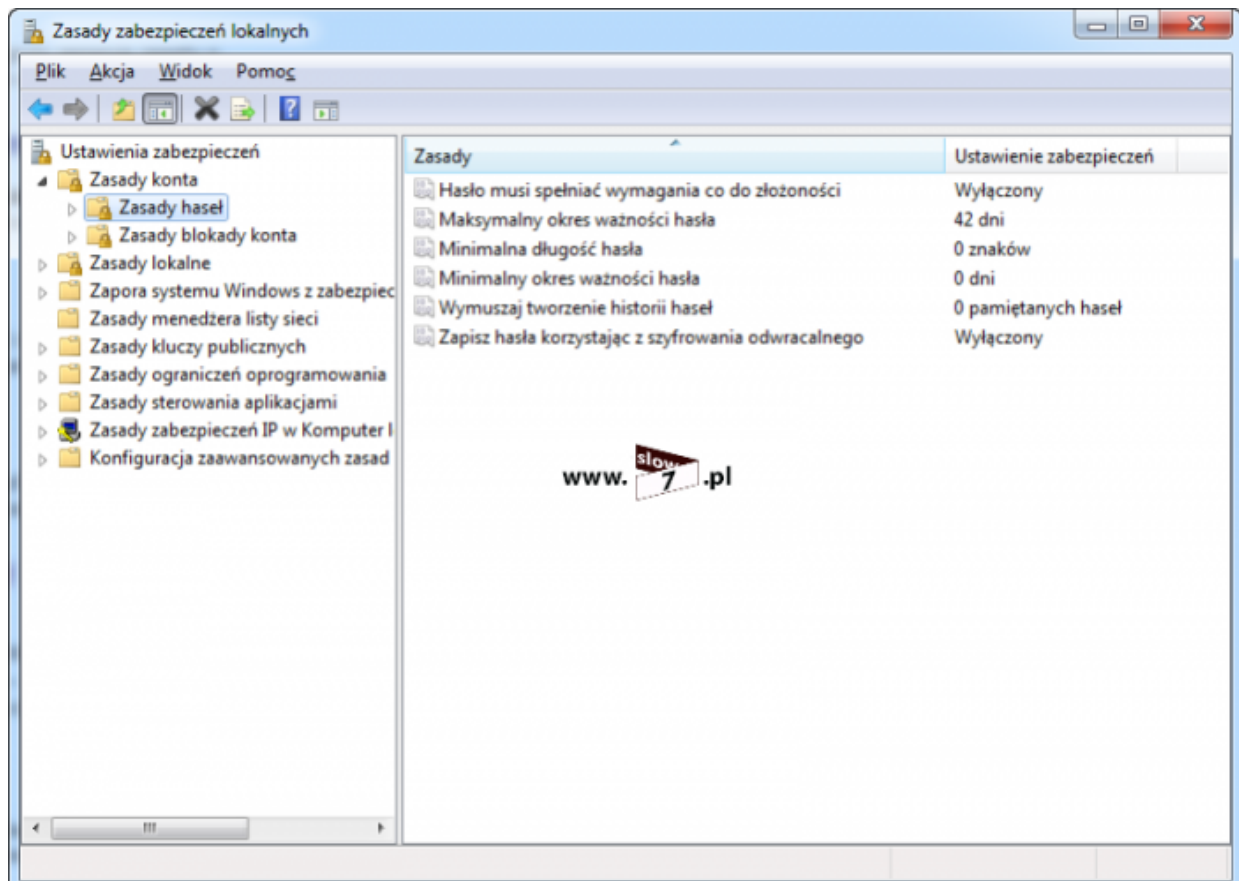 Zasady zabezpieczeń lokalnych
Plik Akcja Widok Pomoc
Ustawienia zabezpieczeń
Zasady konta
Zasady haseł
Zasady blokady konta
Zasady lokalne
Zapora systemu Windows z zabezpiec
Zasady menedżera listy sieci
Zasady kluczy publicznych
Zasady ograniczeń oprogramowania
Zasady sterowania aplikacjami
Zasady zabezpieczeń IP w Komputer l
Konfiguracja zaawansowanych zasad
Zasady Ustawienie zabezpieczeń
Hasło musi spełniać wymagania co do złożoności Wyłączony
Maksymalny okres ważności hasła 42 dni
Minimalna długość hasła 0 znaków
Minimalny okres ważności hasła 0 dni
Wymuszaj tworzenie historii haseł 0 pamiętanych haseł
Zapisz hasła korzystając z szyfrowania odwracalnego Wyłączony
www.slow7.pl